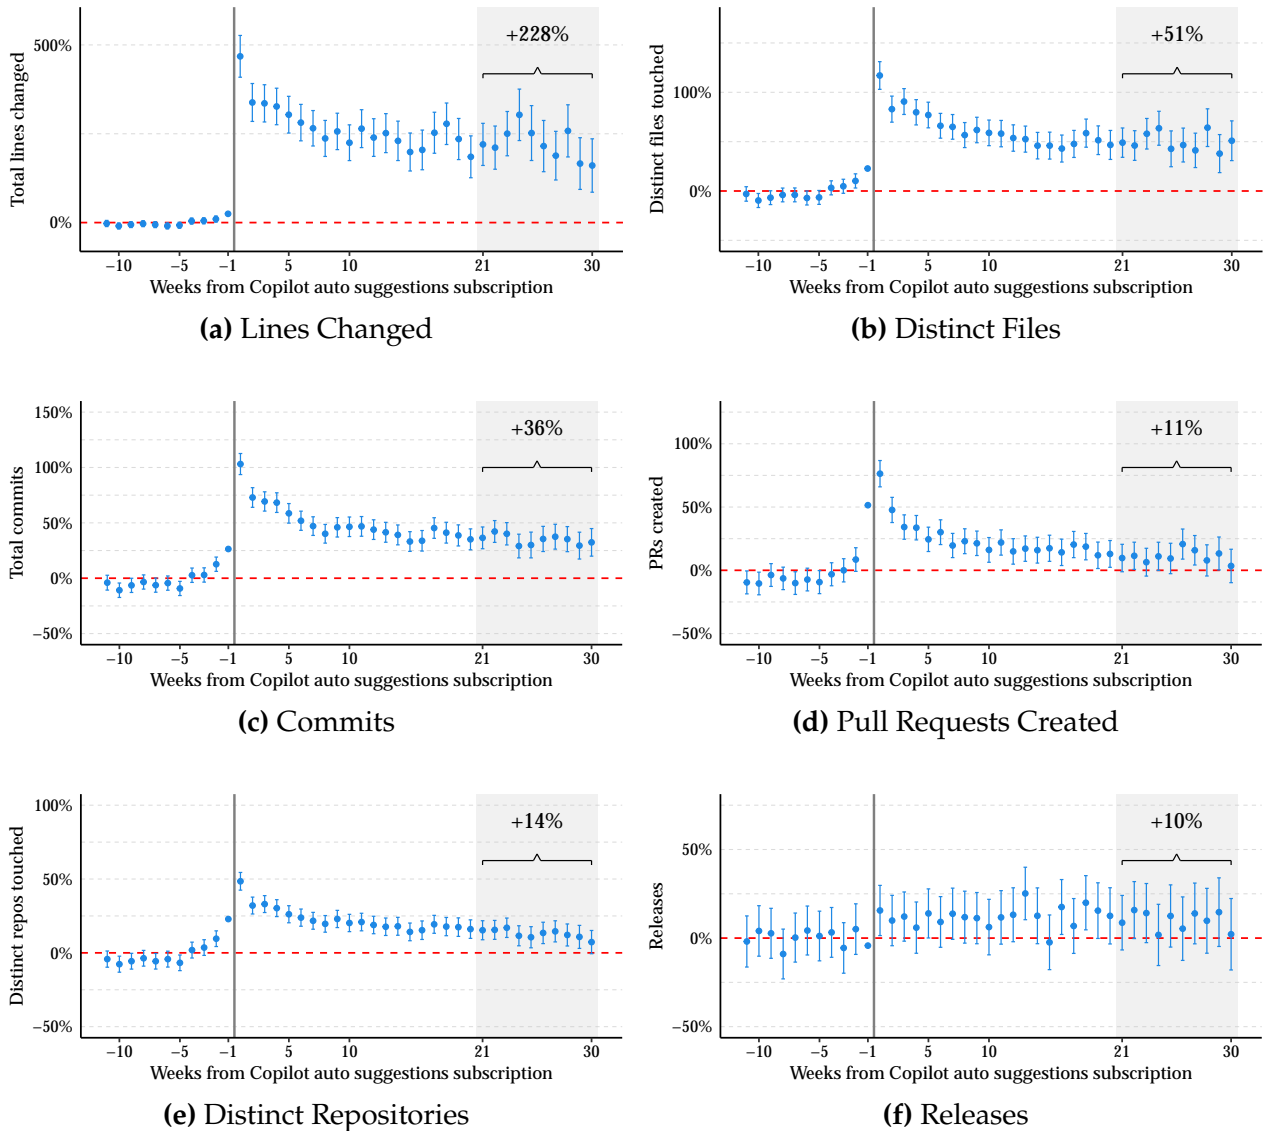 500%
0%
Total lines changed
+228%
−10 −5 −1 5 10 21 30
Weeks from Copilot auto suggestions subscription
(a) Lines Changed
100%
0%
Distinct files touched
+51%
−10 −5 −1 5 10 21 30
Weeks from Copilot auto suggestions subscription
(b) Distinct Files
150%
100%
50%
0%
−50%
Total commits
+36%
−10 −5 −1 5 10 21 30
Weeks from Copilot auto suggestions subscription
(c) Commits
100%
50%
0%
−50%
PRs created
+11%
−10 −5 −1 5 10 21 30
Weeks from Copilot auto suggestions subscription
(d) Pull Requests Created
100%
50%
0%
−50%
Distinct repos touched
+14%
−10 −5 −1 5 10 21 30
Weeks from Copilot auto suggestions subscription
(e) Distinct Repositories
50%
0%
−50%
Releases
+10%
−10 −5 −1 5 10 21 30
Weeks from Copilot auto suggestions subscription
(f) Releases